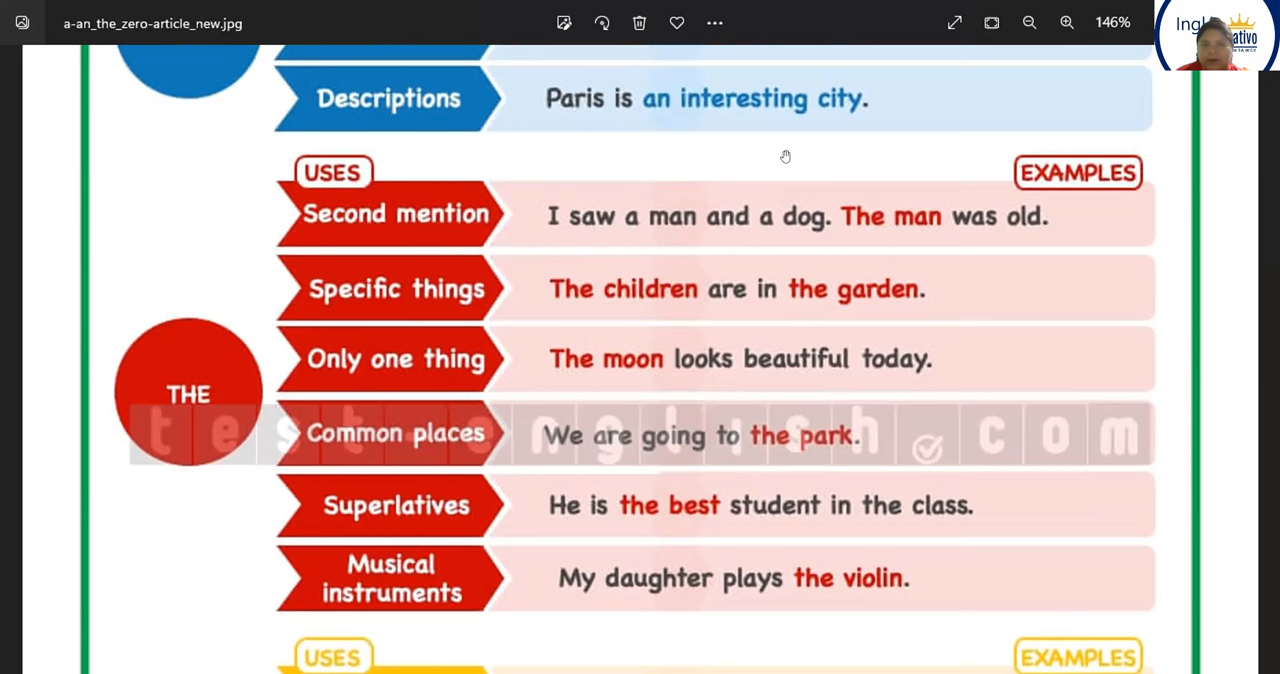 a-an_the_zero-article_new.jpg
146%
Descriptions
Paris is an interesting city.
USES
EXAMPLES
Second mention
I saw a man and a dog. The man was old.
Specific things
The children are in the garden.
Only one thing
The moon looks beautiful today.
THE
Common places
We are going to the park.
test-english.com
Superlatives
He is the best student in the class.
Musical
instruments
My daughter plays the violin.
USES
EXAMPLES